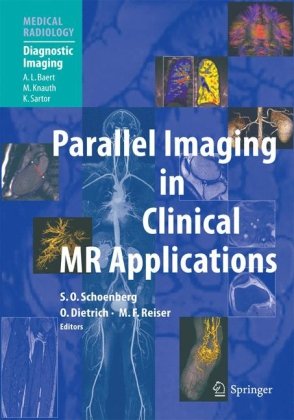 MEDICAL
RADIOLOGY
Diagnostic
Imaging
A. L. Baert
M. Knauth
K. Sartor
Parallel Imaging
in
Clinical
MR Applications
S. O. Schoenberg
O. Dietrich · M. F. Reiser
Editors
Springer